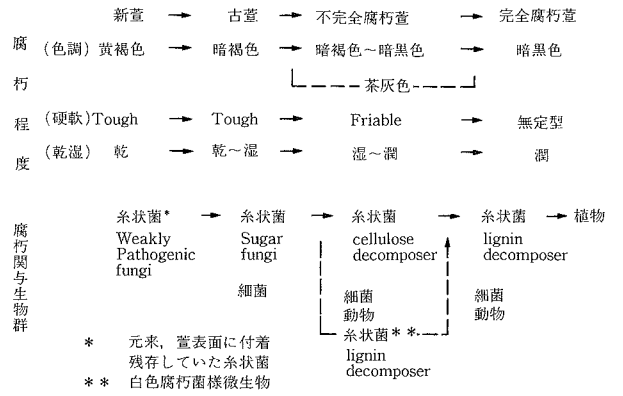 新萱 → 古萱 → 不完全腐朽萱 → 完全腐朽萱
腐朽程度
(色調) 黄褐色 → 暗褐色 → 暗褐色~暗黒色 → 暗黒色
茶灰色
(硬軟) Tough → Tough → Friable → 無定型
(乾湿) 乾 → 乾~湿 → 湿~潤 → 潤
腐朽関与生物群
糸状菌* → 糸状菌 → 糸状菌 → 糸状菌 → 植物
Weakly Sugar cellulose lignin
Pathogenic fungi decomposer decomposer
fungi
細菌 細菌 細菌
動物 動物
糸状菌**
lignin
decomposer
* 元来，萱表面に付着
残存していた糸状菌
** 白色腐朽菌様微生物